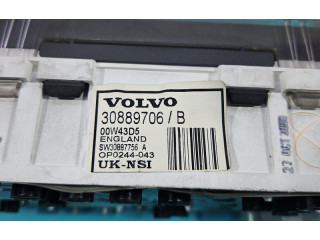 VOLVO
30889706 / B
00W43D5
ENGLAND
SW30897756 A
OP0244-043
UK-NSI